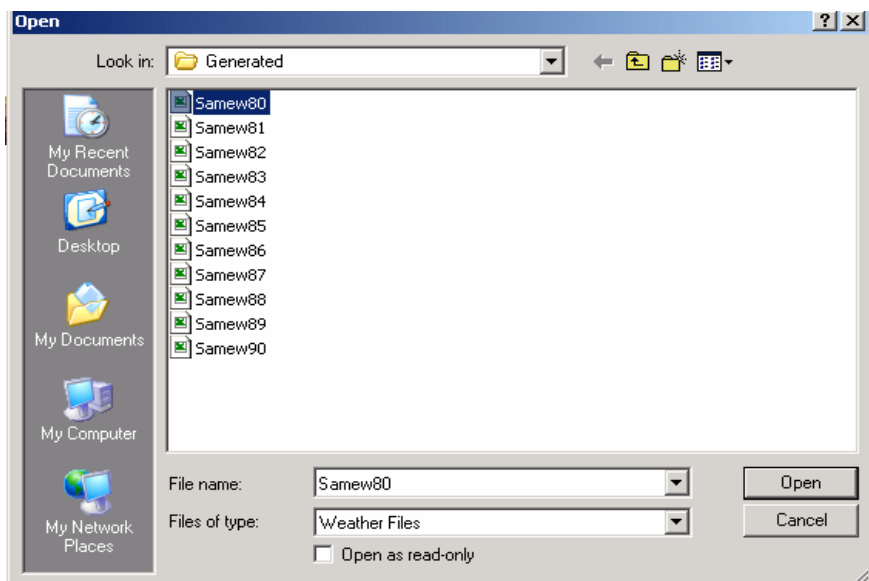 Open
Look in:
Generated
Samew80
Samew81
Samew82
Samew83
Samew84
Samew85
Samew86
Samew87
Samew88
Samew89
Samew90
My Recent
Documents
Desktop
My Documents
My Computer
My Network
Places
File name:
Samew80
Open
Files of type:
Weather Files
Cancel
Open as read-only